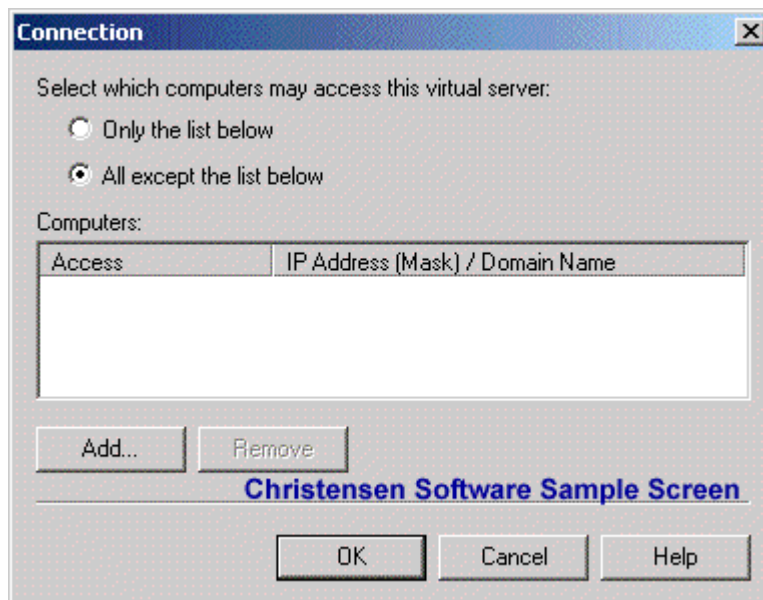 Connection
Select which computers may access this virtual server:
Only the list below
All except the list below
Computers:
Access IP Address (Mask) / Domain Name
Add... Remove
Christensen Software Sample Screen
OK Cancel Help